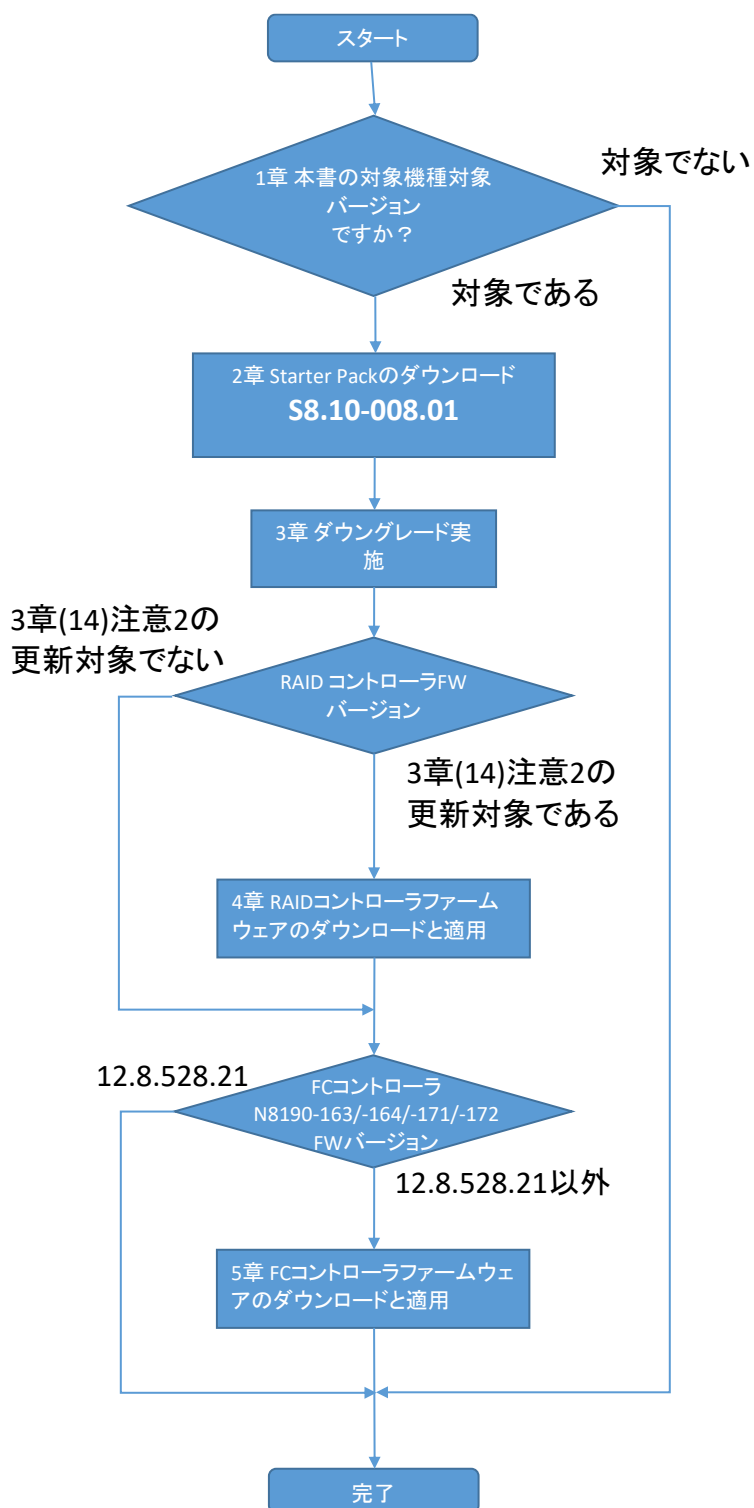 スタート
対象でない
1章 本書の対象機種対象
バージョン
ですか？
対象である
2章 Starter Packのダウンロード
S8.10-008.01
3章 ダウングレード実
施
3章(14)注意2の
更新対象でない
RAID コントローラFW
バージョン
3章(14)注意2の
更新対象である
4章 RAIDコントローラファーム
ウェアのダウンロードと適用
12.8.528.21
FCコントローラ
N8190-163/-164/-171/-172
FWバージョン
12.8.528.21以外
5章 FCコントローラファームウェ
アのダウンロードと適用
完了